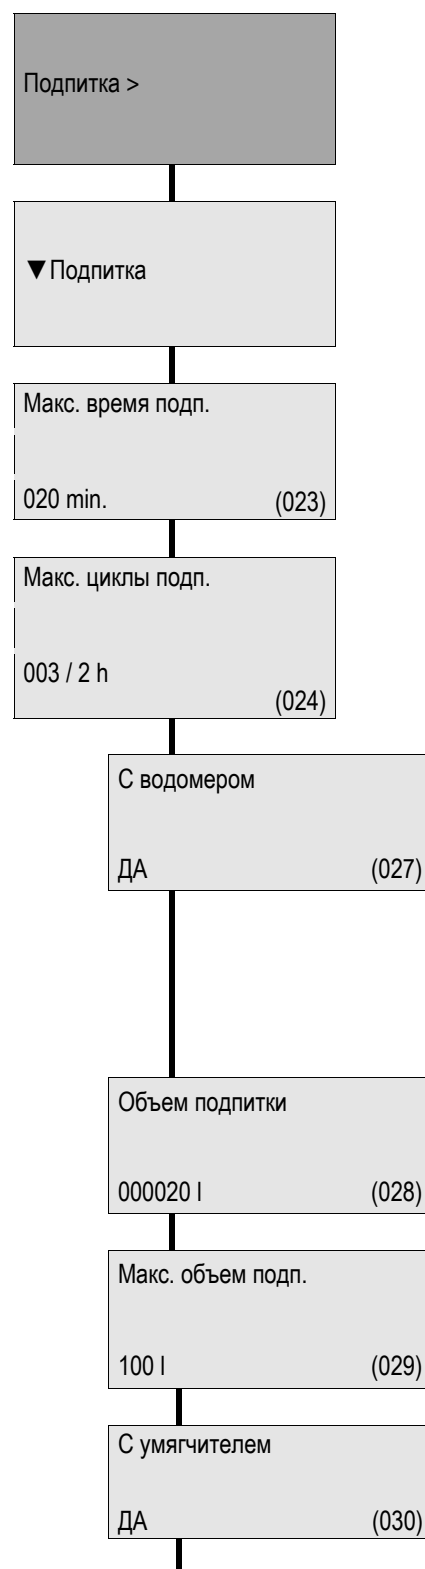 Подпитка >
▼Подпитка
Макс. время подп.
020 min. (023)
Макс. циклы подп.
003 / 2 h
(024)
С водомером
ДА (027)
Объем подпитки
000020 l (028)
Макс. объем подп.
100 l (029)
С умягчителем
ДА (030)